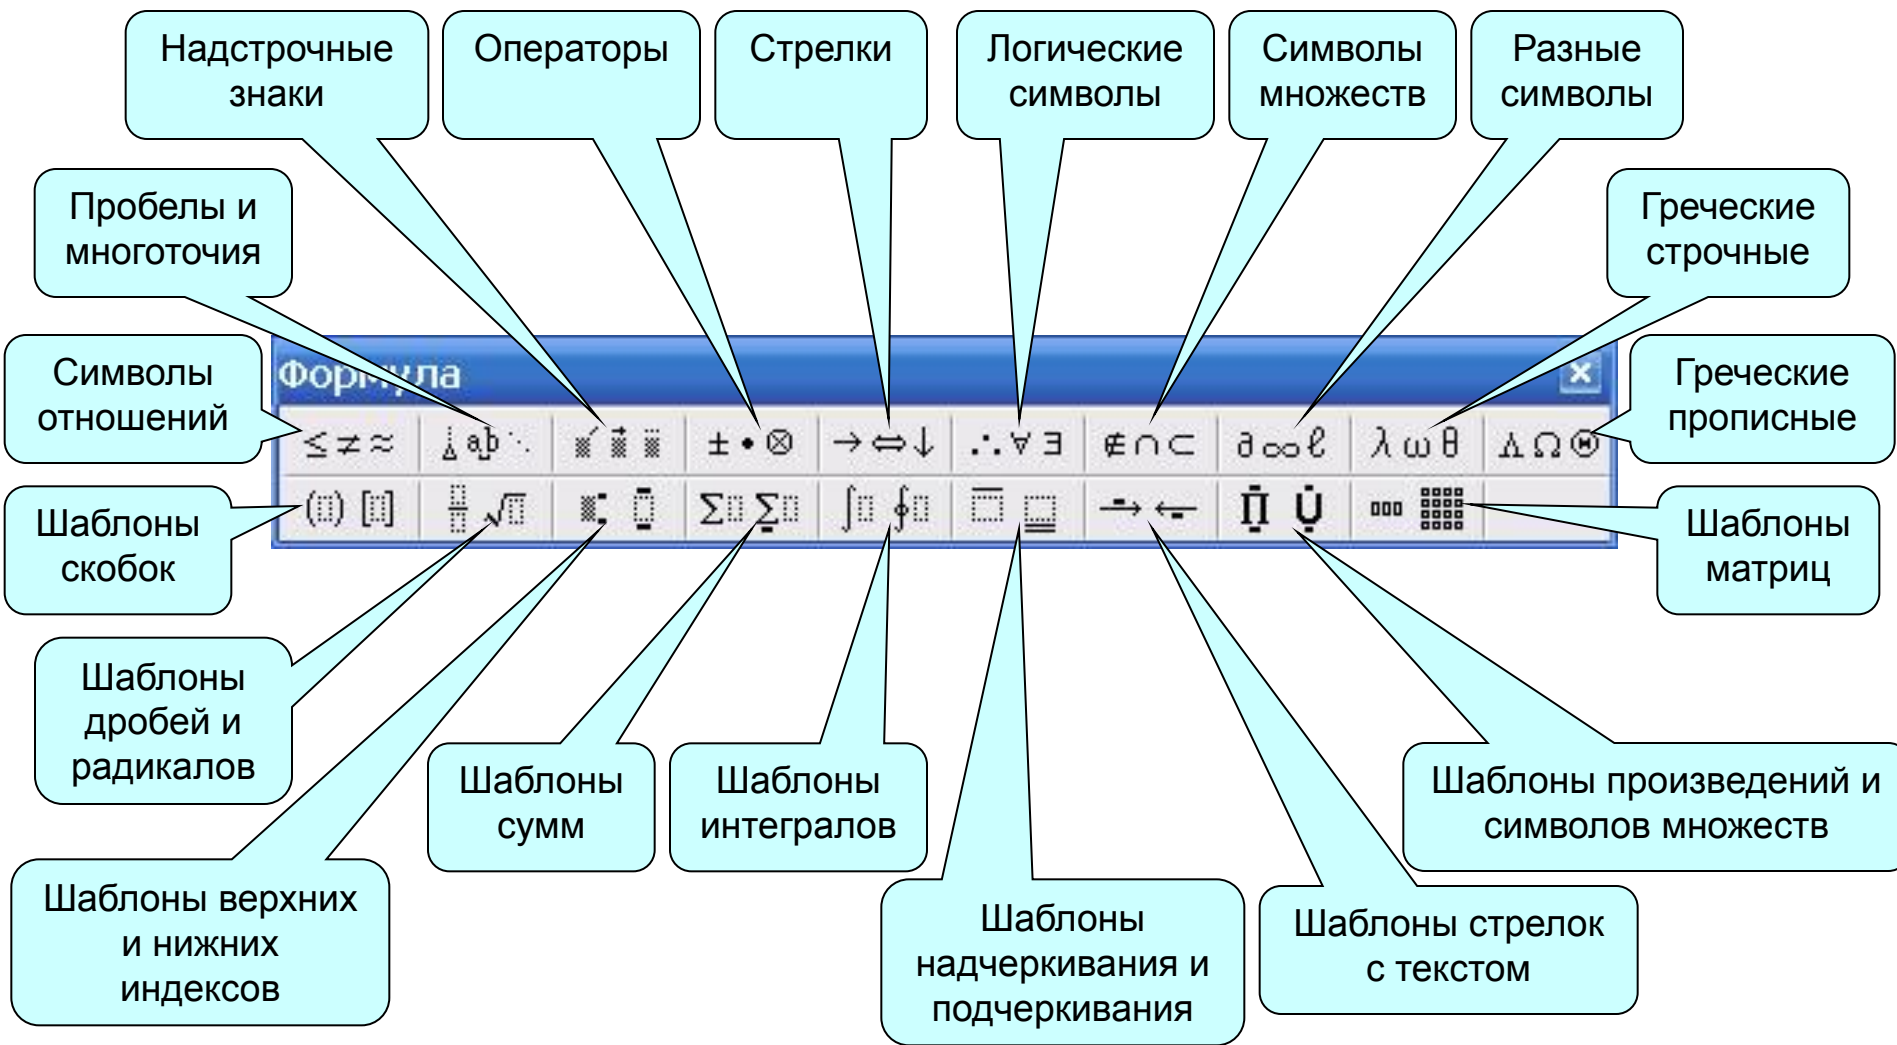 Надстрочные
знаки
Операторы
Стрелки
Логические
символы
Символы
множеств
Разные
символы
Пробелы и
многоточия
Греческие
строчные
Символы
отношений
Формула
Греческие
прописные
≤ ≠ ≈
ab
± • ⊗
→ ⇔ ↓
∴ ∀ ∃
∉ ∩ ⊂
∂ ∞ ℓ
λ ω θ
Λ Ω Θ
Шаблоны
скобок
Шаблоны
матриц
Шаблоны
дробей и
радикалов
Шаблоны
сумм
Шаблоны
интегралов
Шаблоны произведений и
символов множеств
Шаблоны верхних
и нижних
индексов
Шаблоны
надчеркивания и
подчеркивания
Шаблоны стрелок
с текстом